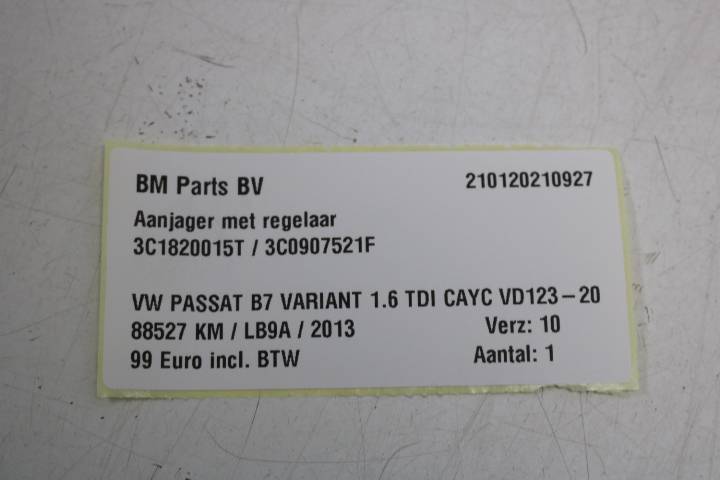 BM Parts BV 210120210927
Aanjager met regelaar
3C1820015T / 3C0907521F
VW PASSAT B7 VARIANT 1.6 TDI CAYC VD123-20
88527 KM / LB9A / 2013 Verz: 10
99 Euro incl. BTW Aantal: 1